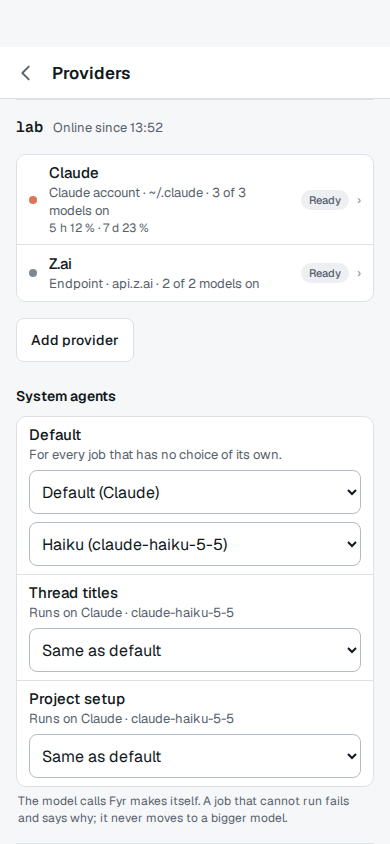 Providers
lab Online since 13:52
Claude
Claude account · ~/.claude · 3 of 3
models on
5 h 12 % · 7 d 23 %
Ready
Z.ai
Endpoint · api.z.ai · 2 of 2 models on
Ready
Add provider
System agents
Default
For every job that has no choice of its own.
Default (Claude)
Haiku (claude-haiku-5-5)
Thread titles
Runs on Claude · claude-haiku-5-5
Same as default
Project setup
Runs on Claude · claude-haiku-5-5
Same as default
The model calls Fyr makes itself. A job that cannot run fails
and says why; it never moves to a bigger model.